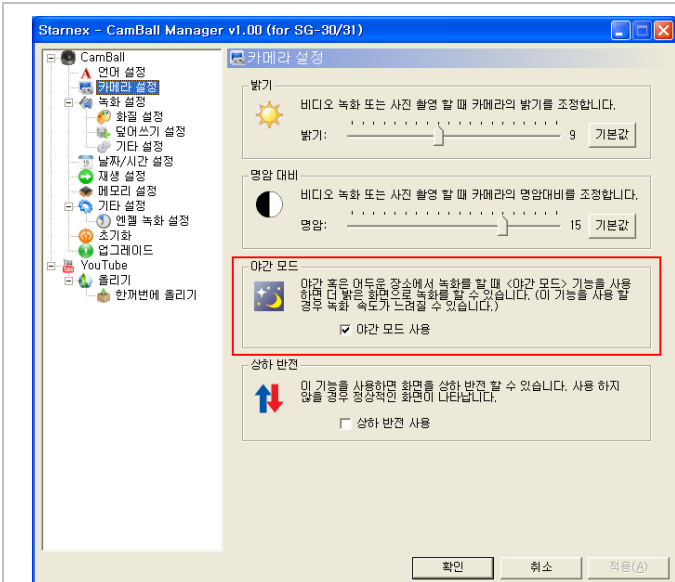 Starnex - CamBall Manager v1.00 (for SG-30/31)
CamBall
언어 설정
카메라 설정
녹화 설정
화질 설정
덮어쓰기 설정
기타 설정
날짜/시간 설정
재생 설정
메모리 설정
기타 설정
엔젤 녹화 설정
초기화
업그레이드
YouTube
올리기
한꺼번에 올리기
카메라 설정
밝기
비디오 녹화 또는 사진 촬영 할 때 카메라의 밝기를 조정합니다.
밝기: 9 기본값
명암 대비
비디오 녹화 또는 사진 촬영 할 때 카메라의 명암대비를 조정합니다.
명암: 15 기본값
야간 모드
야간 혹은 어두운 장소에서 녹화를 할 때 <야간 모드> 기능을 사용
하면 더 밝은 화면으로 녹화를 할 수 있습니다. (이 기능을 사용 할
경우 녹화 속도가 느려질 수 있습니다.)
야간 모드 사용
상하 반전
이 기능을 사용하면 화면을 상하 반전 할 수 있습니다. 사용 하지
않을 경우 정상적인 화면이 나타납니다.
상하 반전 사용
확인 취소 적용(A)